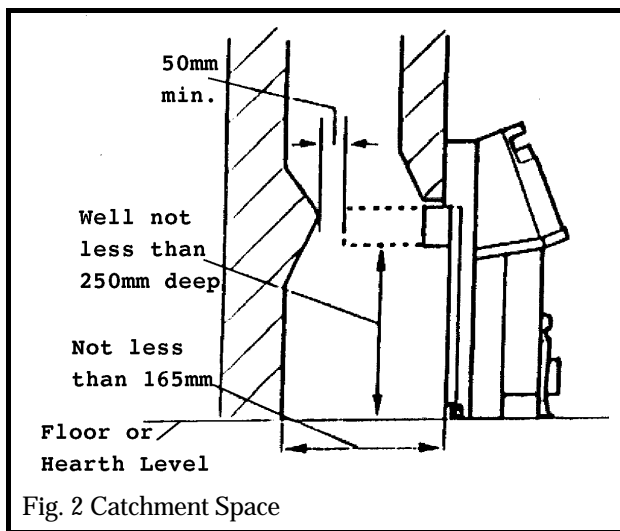 50mm
min.
Well not
less than
250mm deep
Not less
than 165mm
Floor or
Hearth Level
Fig. 2 Catchment Space